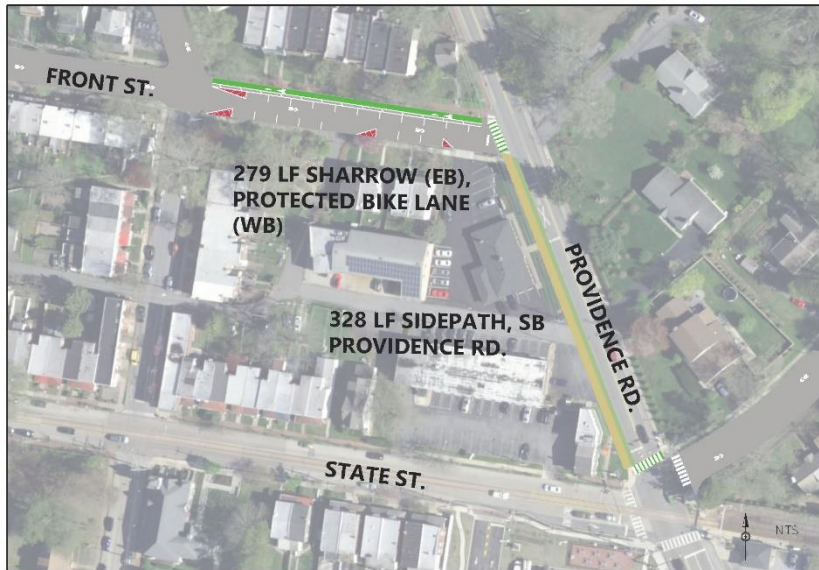 FRONT ST.
279 LF SHARROW (EB),
PROTECTED BIKE LANE
(WB)
PROVIDENCE RD.
328 LF SIDEPATH, SB
PROVIDENCE RD.
STATE ST.
NTS